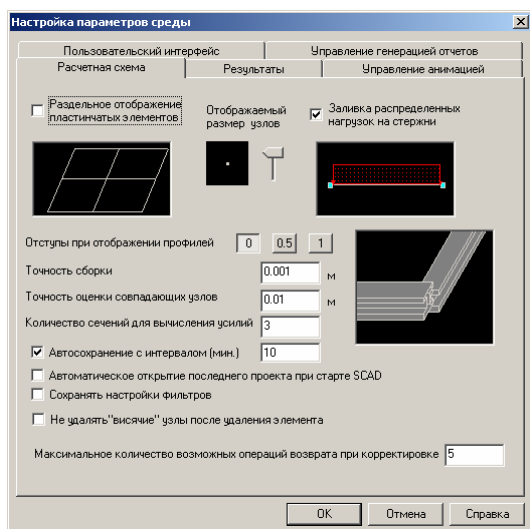 Настройка параметров среды
Пользовательский интерфейс
Управление генерацией отчетов
Расчетная схема
Результаты
Управление анимацией
Раздельное отображение
пластинчатых элементов
Отображаемый
размер узлов
Заливка распределенных
нагрузок на стержни
Отступы при отображении профилей 0 0.5 1
Точность сборки 0.001 м
Точность оценки совпадающих узлов 0.01 м
Количество сечений для вычисления усилий 3
Автосохранение с интервалом (мин.) 10
Автоматическое открытие последнего проекта при старте SCAD
Сохранять настройки фильтров
Не удалять "висячие" узлы после удаления элемента
Максимальное количество возможных операций возврата при корректировке 5
OK Отмена Справка